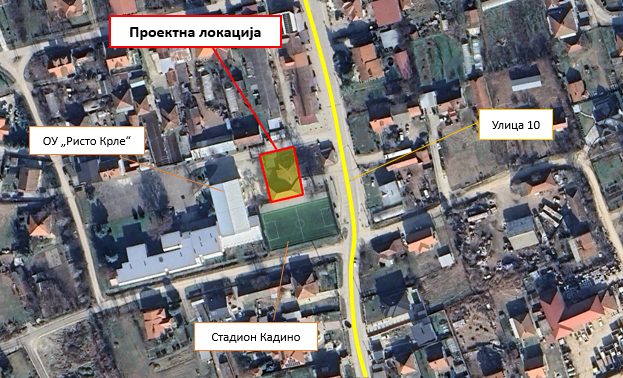 Проектна локација
ОУ „Ристо Крле“
Улица 10
Стадион Кадино